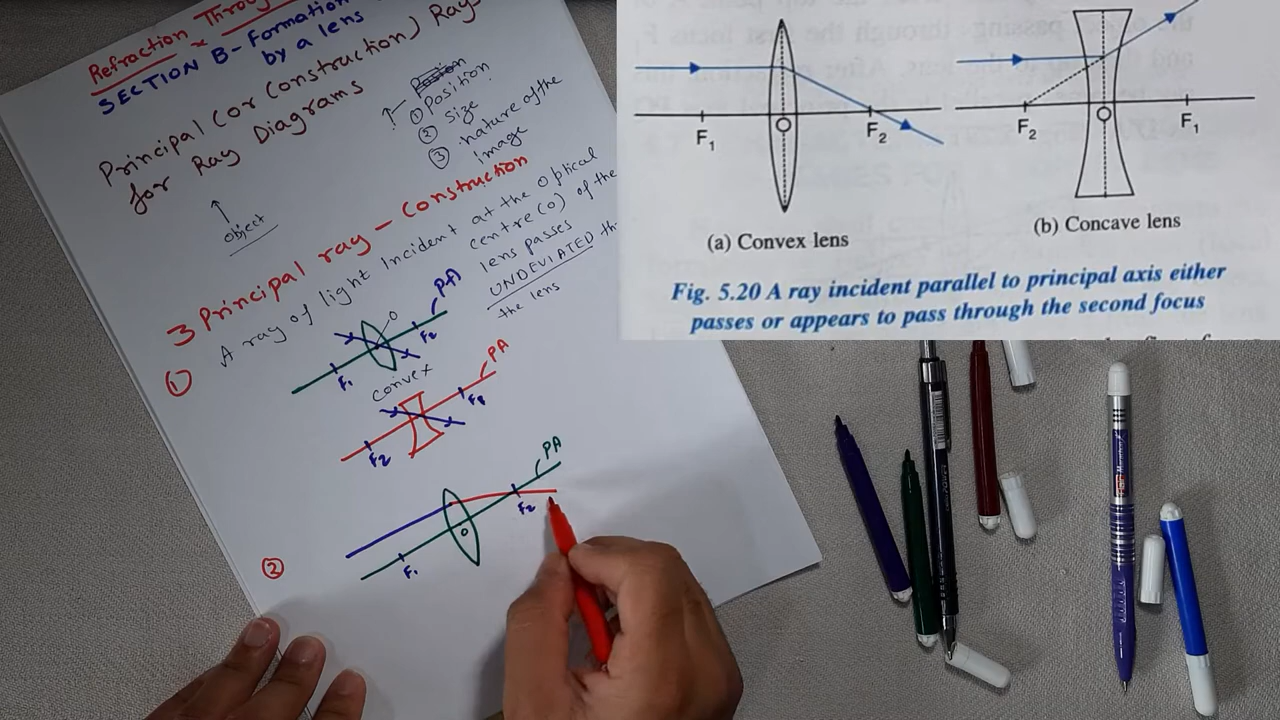 Refraction Throug
SECTION B-Formation
by a lens
Principal (or Construction) Rays
for Ray Diagrams
Position
① Position
② Size
③ nature of the
image
object
3 Principal ray - Construction
① A ray of light Incident at the Optical
centre(O) of the
lens passes
UNDEVIATED th
the lens
O
PA
F₁
F₂
convex
PA
F₂
F₁
②
PA
O
F₂
F₁
F₁
O
F₂
F₂
O
F₁
(a) Convex lens
(b) Concave lens
Fig. 5.20 A ray incident parallel to principal axis either
passes or appears to pass through the second focus